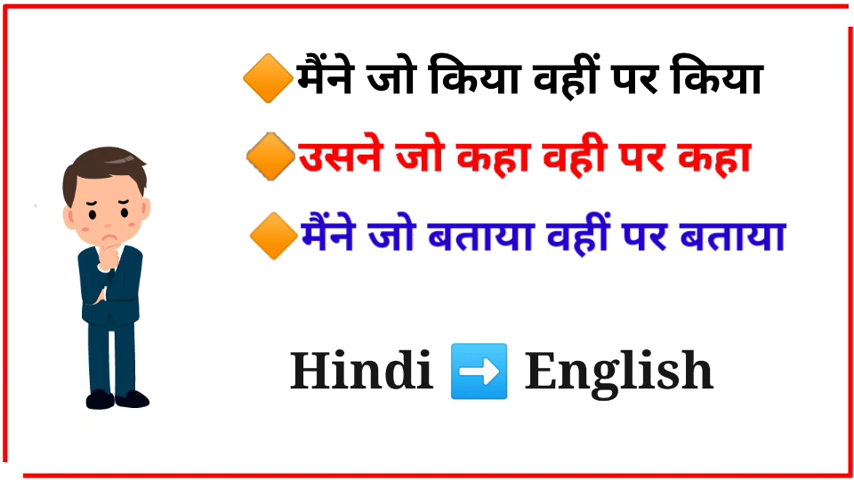 मैंने जो किया वहीं पर किया
उसने जो कहा वही पर कहा
मैंने जो बताया वहीं पर बताया
Hindi ➡ English